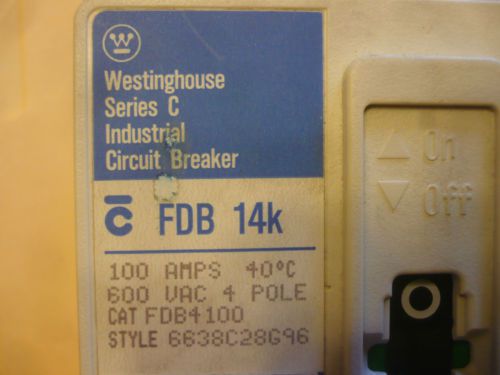 W
Westinghouse
Series C
Industrial
Circuit Breaker
C FDB 14k
100 AMPS 40°C
600 VAC 4 POLE
CAT FDB4100
STYLE 6638C28G96
On
Off